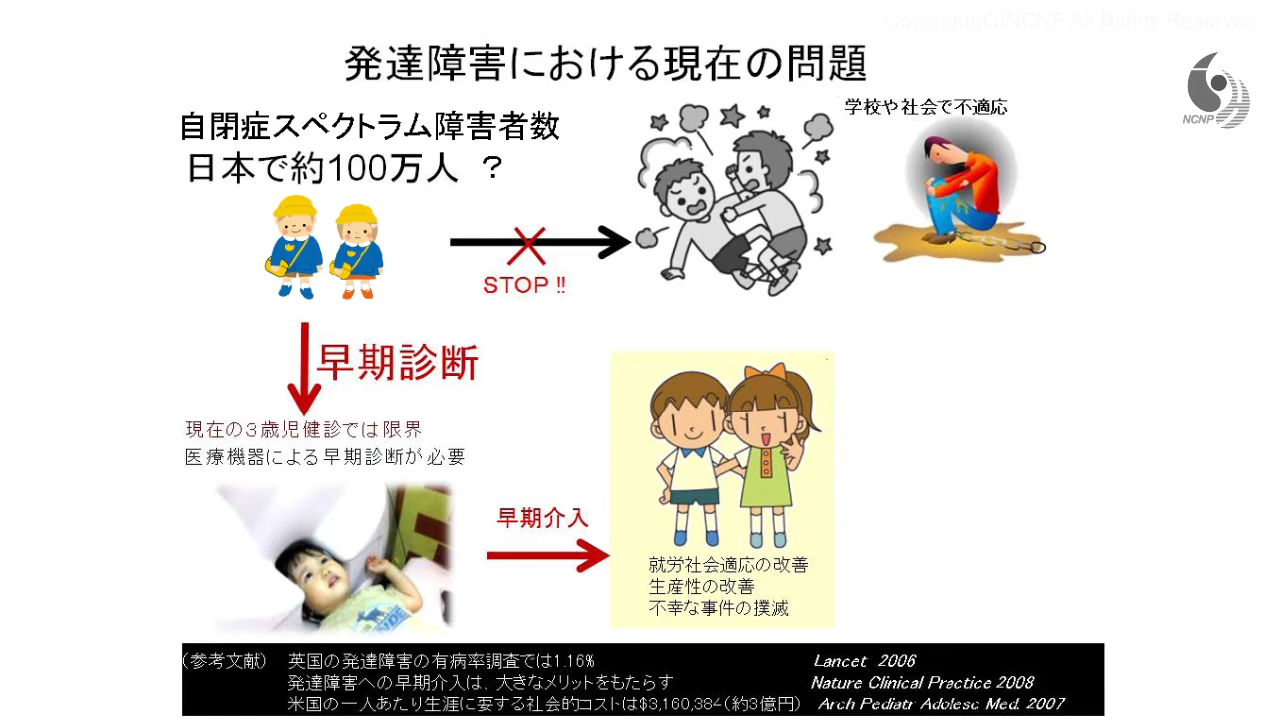 Copyright©NCNP All Rights Reserved
発達障害における現在の問題
NCNP
自閉症スペクトラム障害者数
日本で約100万人 ?
学校や社会で不適応
STOP !!
早期診断
現在の3歳児健診では限界
医療機器による早期診断が必要
早期介入
就労社会適応の改善
生産性の改善
不幸な事件の撲滅
(参考文献) 英国の発達障害の有病率調査では1.16% Lancet 2006
発達障害への早期介入は、大きなメリットをもたらす Nature Clinical Practice 2008
米国の一人あたり生涯に要する社会的コストは$3,160,384(約3億円) Arch Pediatr Adolesc Med. 2007